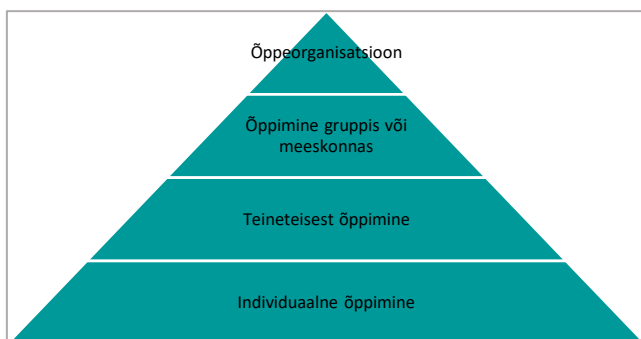 Õppeorganisatsioon
Õppimine gruppis või
meeskonnas
Teineteisest õppimine
Individuaalne õppimine